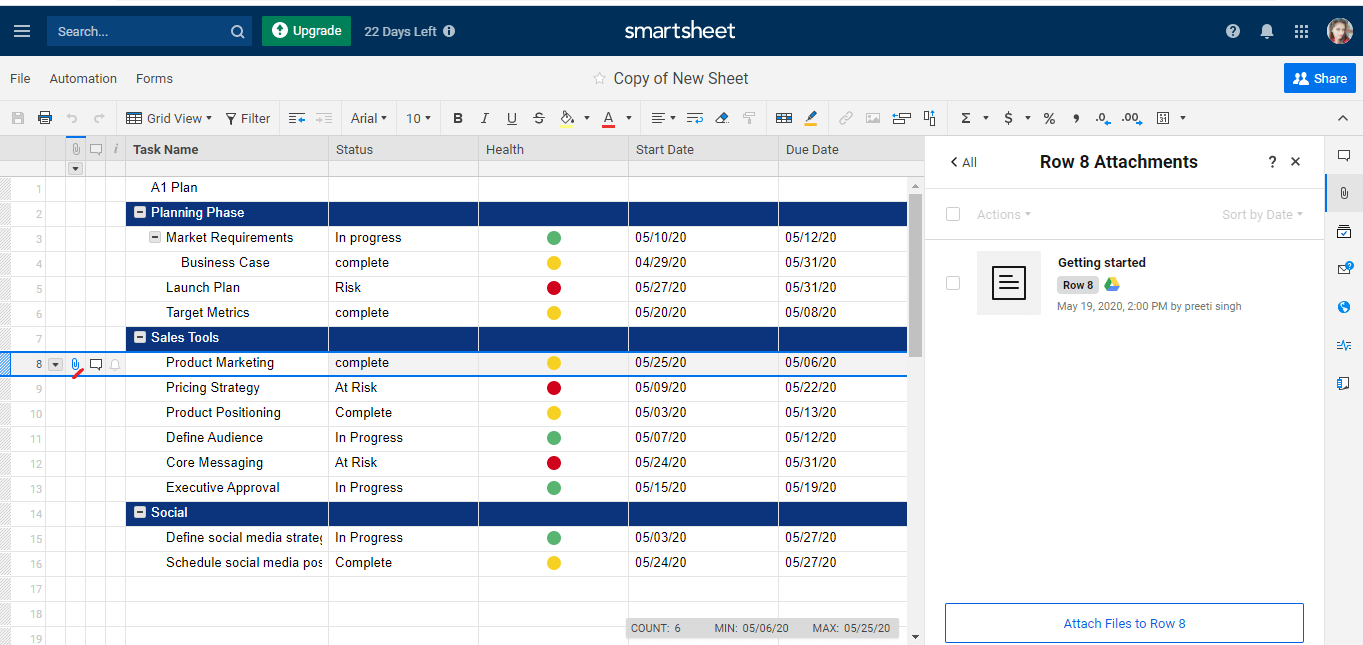 Search... Upgrade 22 Days Left smartsheet
File Automation Forms Copy of New Sheet Share
Grid View Filter Arial 10 B I U S A Σ $ % , .0 .00 31
i Task Name Status Health Start Date Due Date
1 A1 Plan
2 Planning Phase
3 Market Requirements In progress 05/10/20 05/12/20
4 Business Case complete 04/29/20 05/31/20
5 Launch Plan Risk 05/27/20 05/31/20
6 Target Metrics complete 05/20/20 05/08/20
7 Sales Tools
8 Product Marketing complete 05/25/20 05/06/20
9 Pricing Strategy At Risk 05/09/20 05/22/20
10 Product Positioning Complete 05/03/20 05/13/20
11 Define Audience In Progress 05/07/20 05/12/20
12 Core Messaging At Risk 05/24/20 05/31/20
13 Executive Approval In Progress 05/15/20 05/19/20
14 Social
15 Define social media strateg In Progress 05/03/20 05/27/20
16 Schedule social media pos Complete 05/24/20 05/27/20
17
18
19
COUNT: 6 MIN: 05/06/20 MAX: 05/25/20
All Row 8 Attachments ?
Actions Sort by Date
Getting started
Row 8
May 19, 2020, 2:00 PM by preeti singh
Attach Files to Row 8